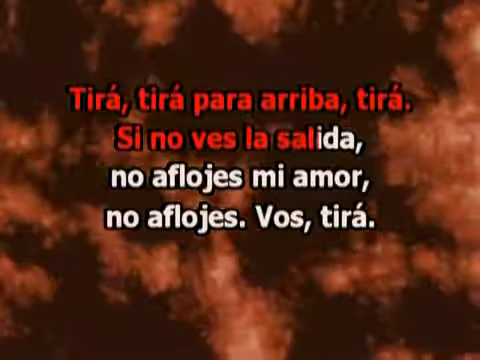 Tirá, tirá para arriba, tirá.
Si no ves la salida,
no aflojes mi amor,
no aflojes. Vos, tirá.